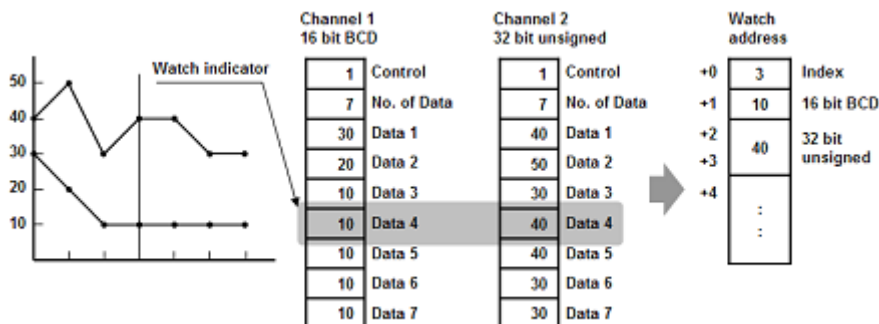 Channel 1
16 bit BCD
Channel 2
32 bit unsigned
Watch
address
50
40
30
20
10
Watch indicator
1 Control
7 No. of Data
30 Data 1
20 Data 2
10 Data 3
10 Data 4
10 Data 5
10 Data 6
10 Data 7
1 Control
7 No. of Data
40 Data 1
50 Data 2
30 Data 3
40 Data 4
40 Data 5
30 Data 6
30 Data 7
+0 3 Index
+1 10 16 bit BCD
+2
+3
40
32 bit
unsigned
+4
:
: